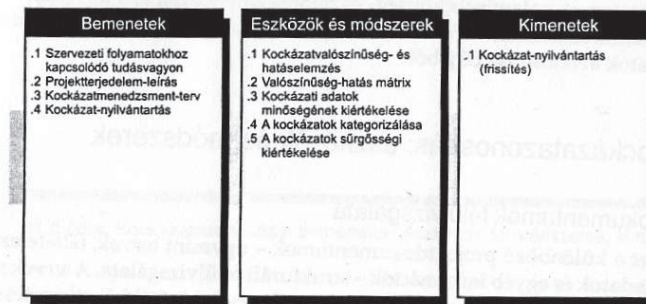 Bemenetek
.1 Szervezeti folyamatokhoz
kapcsolódó tudásvagyon
.2 Projektterjedelem-leírás
.3 Kockázatmenedzsment-terv
.4 Kockázat-nyilvántartás
Eszközök és módszerek
.1 Kockázatvalószínűség- és
hatáselemzés
.2 Valószínűség-hatás mátrix
.3 Kockázati adatok
minőségének kiértékelése
.4 A kockázatok kategorizálása
.5 A kockázatok sürgősségi
kiértékelése
Kimenetek
.1 Kockázat-nyilvántartás
(frissítés)